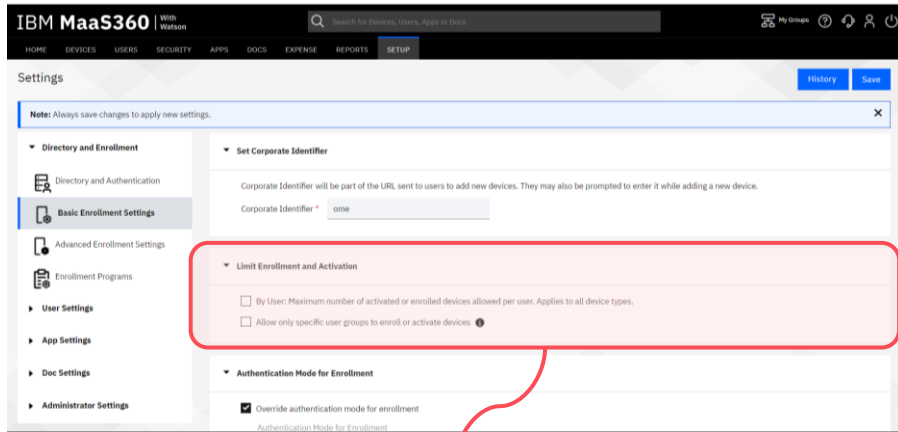 IBM MaaS360 | With Watson
Search for Devices, Users, Apps or Docs
My Groups
HOME DEVICES USERS SECURITY APPS DOCS EXPENSE REPORTS SETUP
Settings
History Save
Note: Always save changes to apply new settings.
Directory and Enrollment
Directory and Authentication
Basic Enrollment Settings
Advanced Enrollment Settings
Enrollment Programs
User Settings
App Settings
Doc Settings
Administrator Settings
Set Corporate Identifier
Corporate Identifier will be part of the URL sent to users to add new devices. They may also be prompted to enter it while adding a new device.
Corporate Identifier * ome
Limit Enrollment and Activation
By User: Maximum number of activated or enrolled devices allowed per user. Applies to all device types.
Allow only specific user groups to enroll or activate devices
Authentication Mode for Enrollment
Override authentication mode for enrollment
Authentication Mode for Enrollment